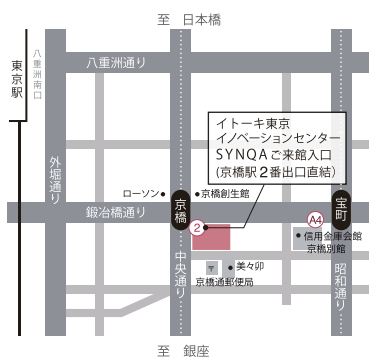 至 日本橋
八重洲通り
八重洲南口
東京駅
イトーキ東京
イノベーションセンター
SYNQAご来館入口
(京橋駅2番出口直結)
外堀通り
ローソン
京橋
京橋創生館
宝町
鍛冶橋通り
2
A4
信用金庫会館
京橋別館
中央通り
〒
美々卯
京橋通郵便局
昭和通り
至 銀座